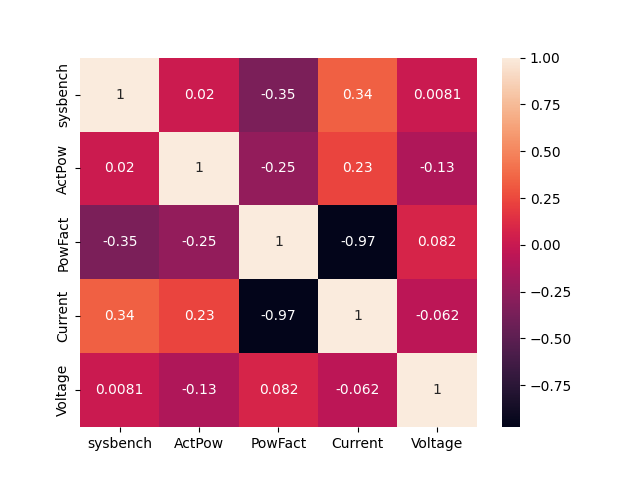 sysbench 1 0.02 -0.35 0.34 0.0081
ActPow 0.02 1 -0.25 0.23 -0.13
PowFact -0.35 -0.25 1 -0.97 0.082
Current 0.34 0.23 -0.97 1 -0.062
Voltage 0.0081 -0.13 0.082 -0.062 1
sysbench ActPow PowFact Current Voltage
1.00
0.75
0.50
0.25
0.00
−0.25
−0.50
−0.75